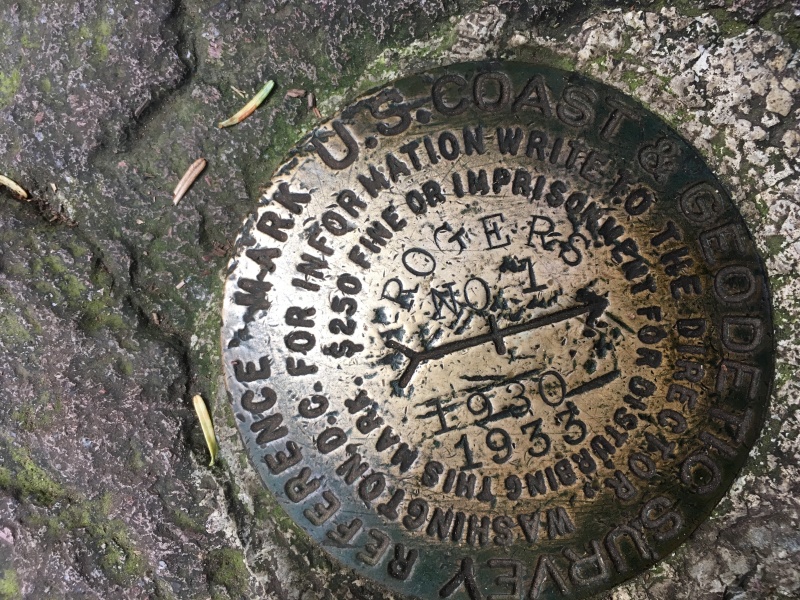 U.S. COAST & GEODETIC SURVEY
REFERENCE MARK
FOR INFORMATION WRITE TO THE DIRECTOR, WASHINGTON, D.C.
$250 FINE OR IMPRISONMENT FOR DISTURBING THIS MARK.
ROGERS
NO. 1
1930
1933